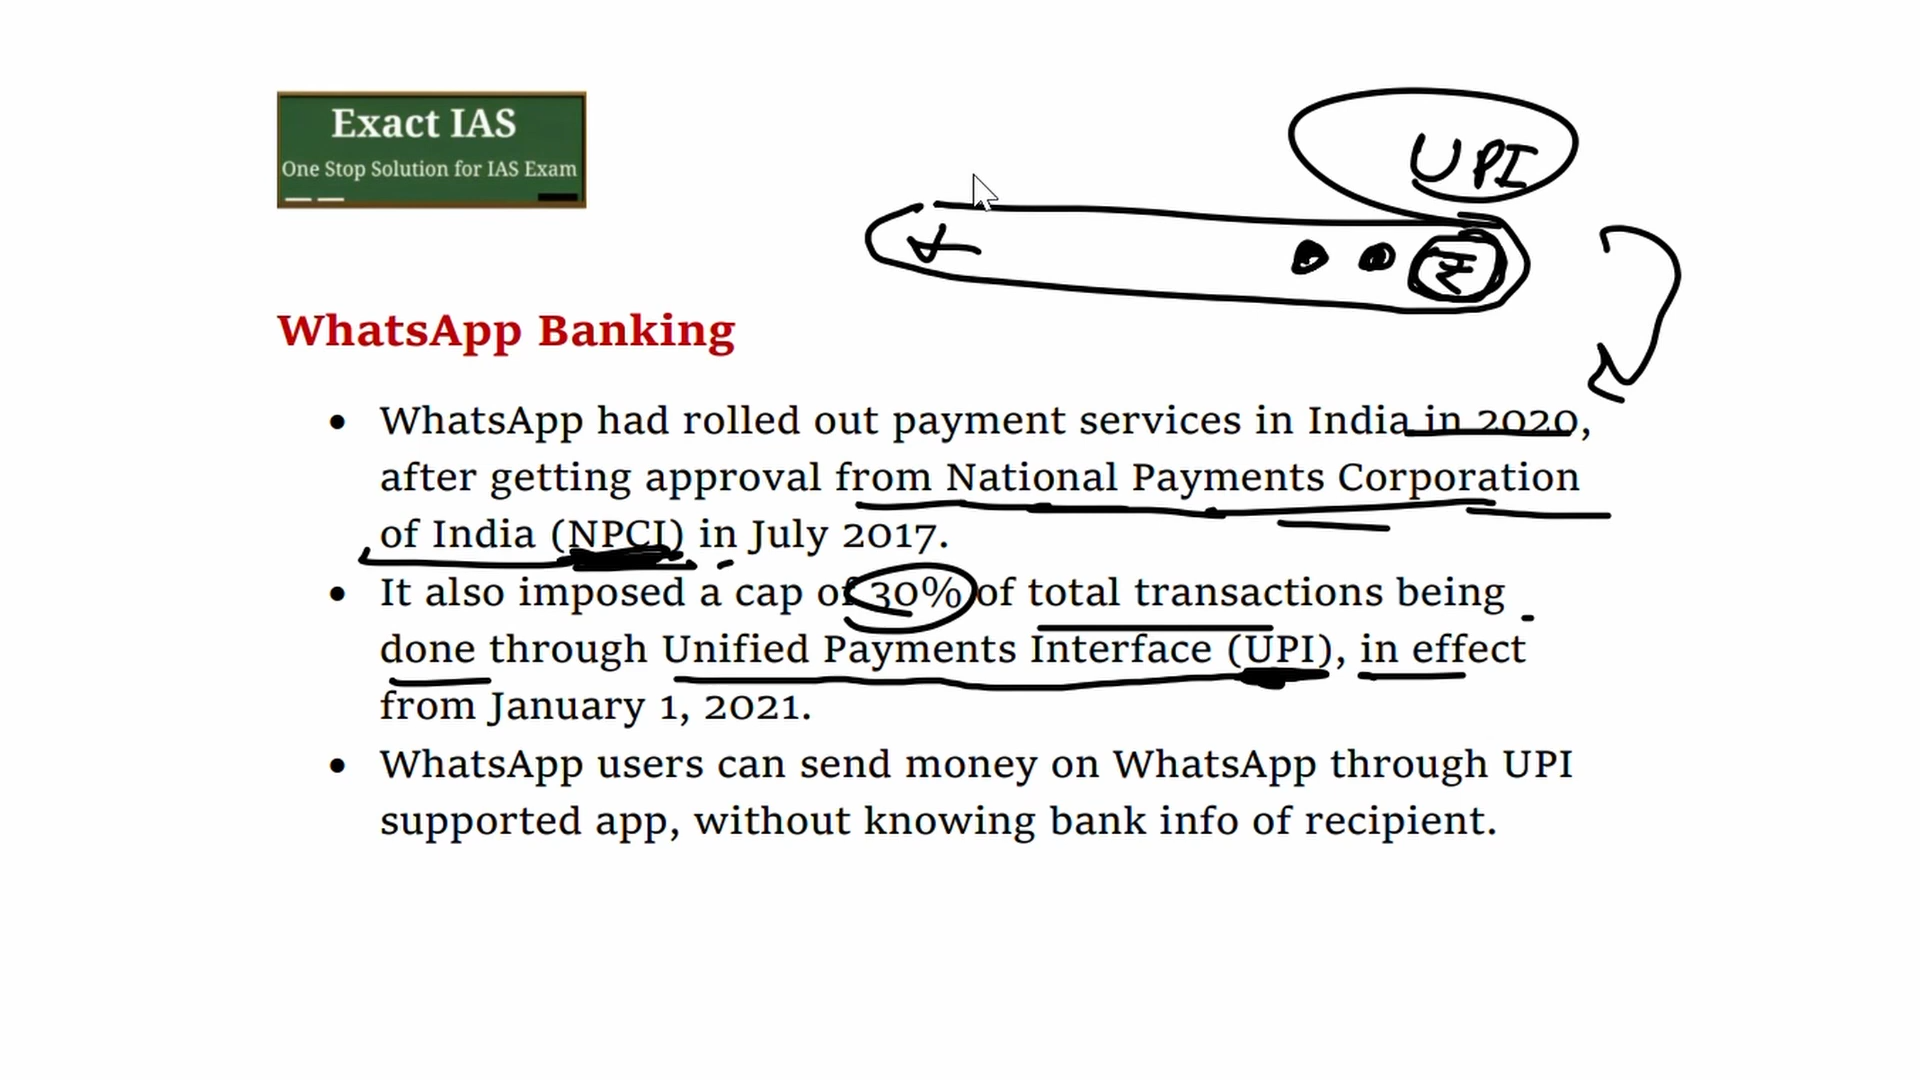 Exact IAS
One Stop Solution for IAS Exam
UPI
₹
WhatsApp Banking
• WhatsApp had rolled out payment services in India in 2020,
after getting approval from National Payments Corporation
of India (NPCI) in July 2017.
• It also imposed a cap of 30% of total transactions being
done through Unified Payments Interface (UPI), in effect
from January 1, 2021.
• WhatsApp users can send money on WhatsApp through UPI
supported app, without knowing bank info of recipient.